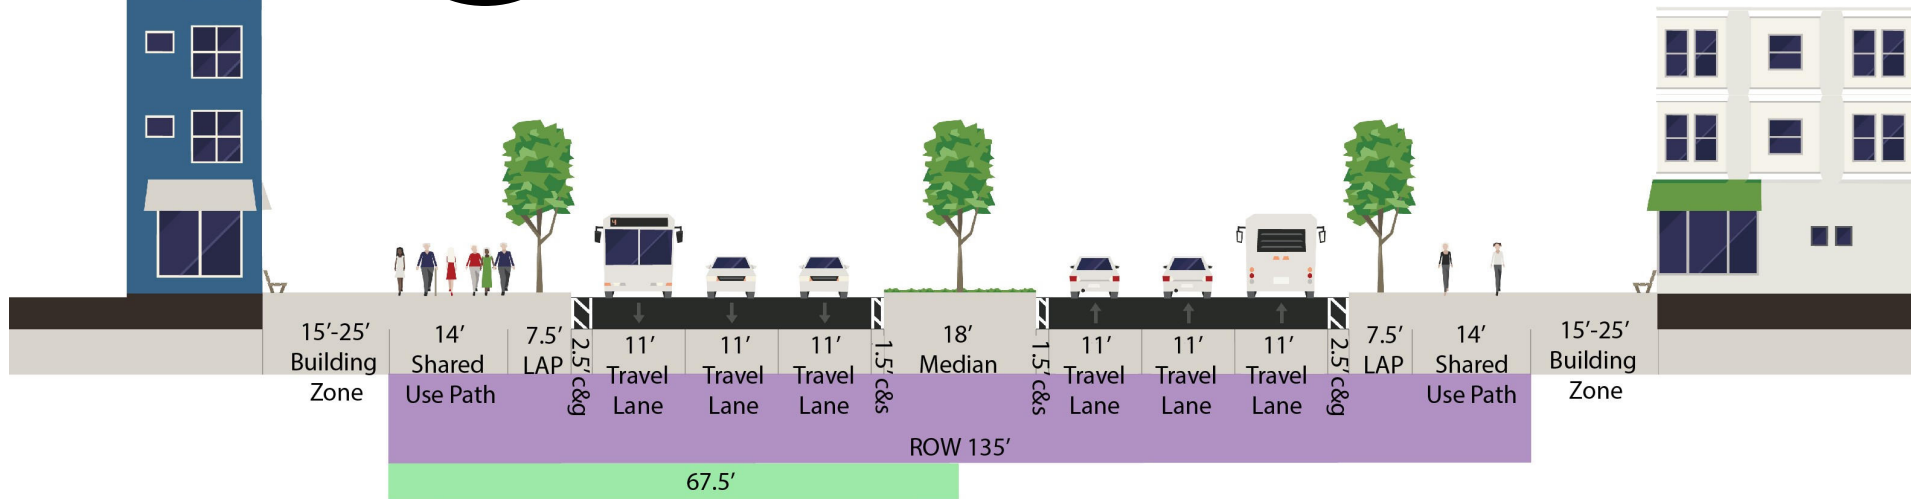 15’-25’
Building
Zone
14’
Shared
Use Path
7.5’
LAP
2.5’ c&g
11’
Travel
Lane
11’
Travel
Lane
11’
Travel
Lane
1.5’ c&s
18’
Median
1.5’ c&s
11’
Travel
Lane
11’
Travel
Lane
11’
Travel
Lane
2.5’ c&g
7.5’
LAP
14’
Shared
Use Path
15’-25’
Building
Zone
ROW 135’
67.5’